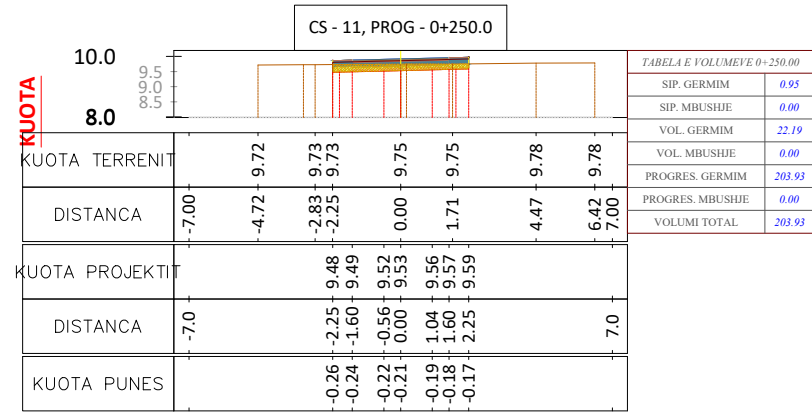 CS - 11, PROG - 0+250.0
KUOTA
10.0
9.5
9.0
8.5
8.0
TABELA E VOLUMEVE 0+250.00
SIP. GERMIM 0.95
SIP. MBUSHJE 0.00
VOL. GERMIM 22.19
VOL. MBUSHJE 0.00
PROGRES. GERMIM 203.93
PROGRES. MBUSHJE 0.00
VOLUMI TOTAL 203.93
KUOTA TERRENIT 9.72 9.73 9.73 9.75 9.75 9.78 9.78
DISTANCA -7.00 -4.72 -2.83 -2.25 0.00 1.71 4.47 6.42 7.00
KUOTA PROJEKTIT 9.48 9.49 9.52 9.53 9.56 9.57 9.59
DISTANCA -7.0 -2.25 -1.60 -0.56 0.00 1.04 1.60 2.25 7.0
KUOTA PUNES -0.26 -0.24 -0.22 -0.21 -0.19 -0.18 -0.17